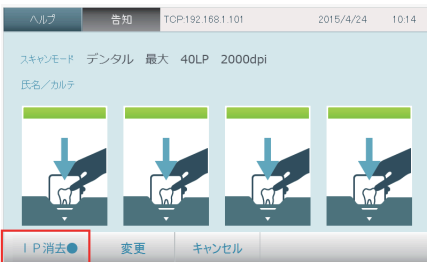 ヘルプ 告知 TCP:192.168.1.101 2015/4/24 10:14
スキャンモード デンタル 最大 40LP 2000dpi
氏名／カルテ
ＩＰ消去● 変更 キャンセル